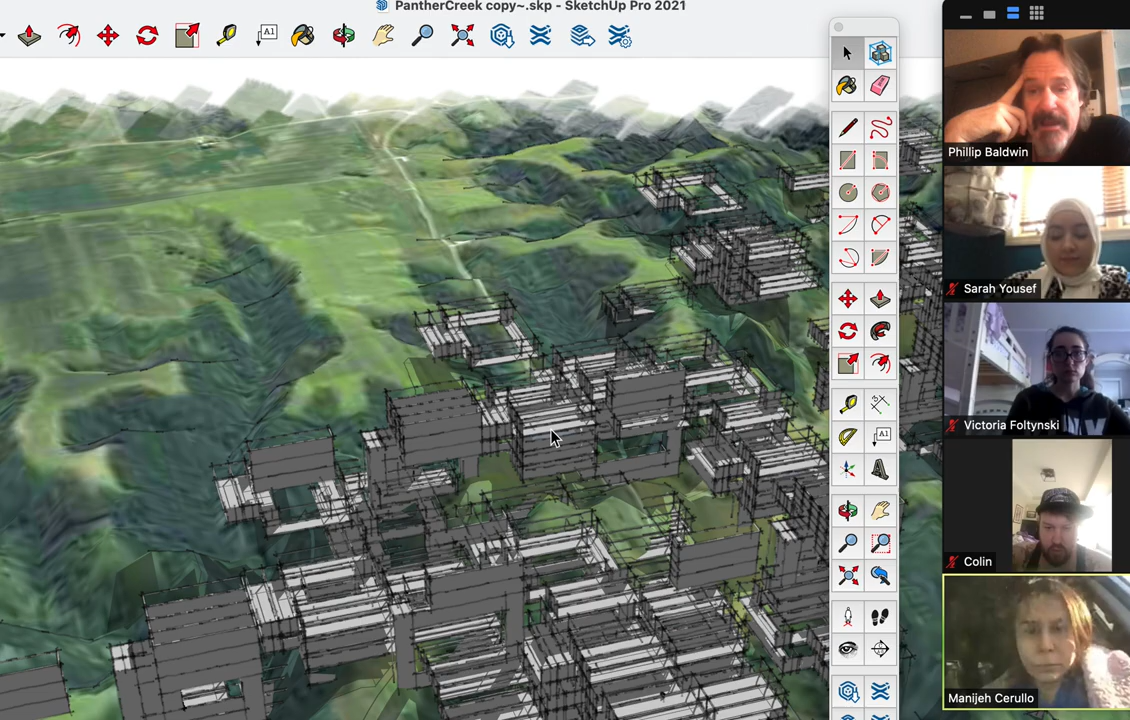 PantherCreek copy~.skp - SketchUp Pro 2021
A1
Phillip Baldwin
Sarah Yousef
Victoria Foltynski
A1
Colin
Manijeh Cerullo